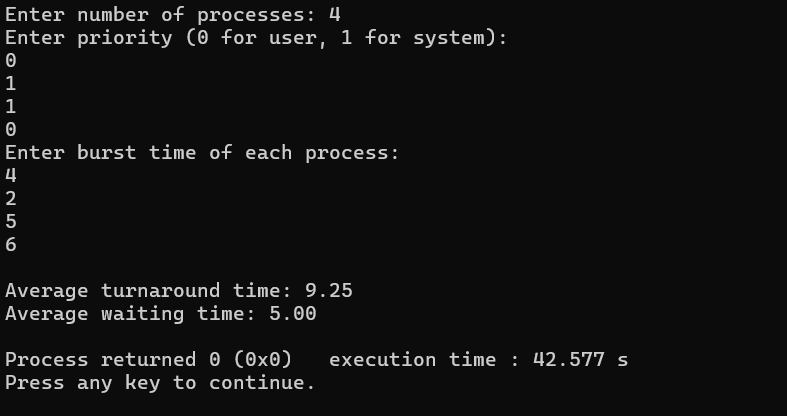 Enter number of processes: 4
Enter priority (0 for user, 1 for system):
0
1
1
0
Enter burst time of each process:
4
2
5
6
Average turnaround time: 9.25
Average waiting time: 5.00
Process returned 0 (0x0)   execution time : 42.577 s
Press any key to continue.